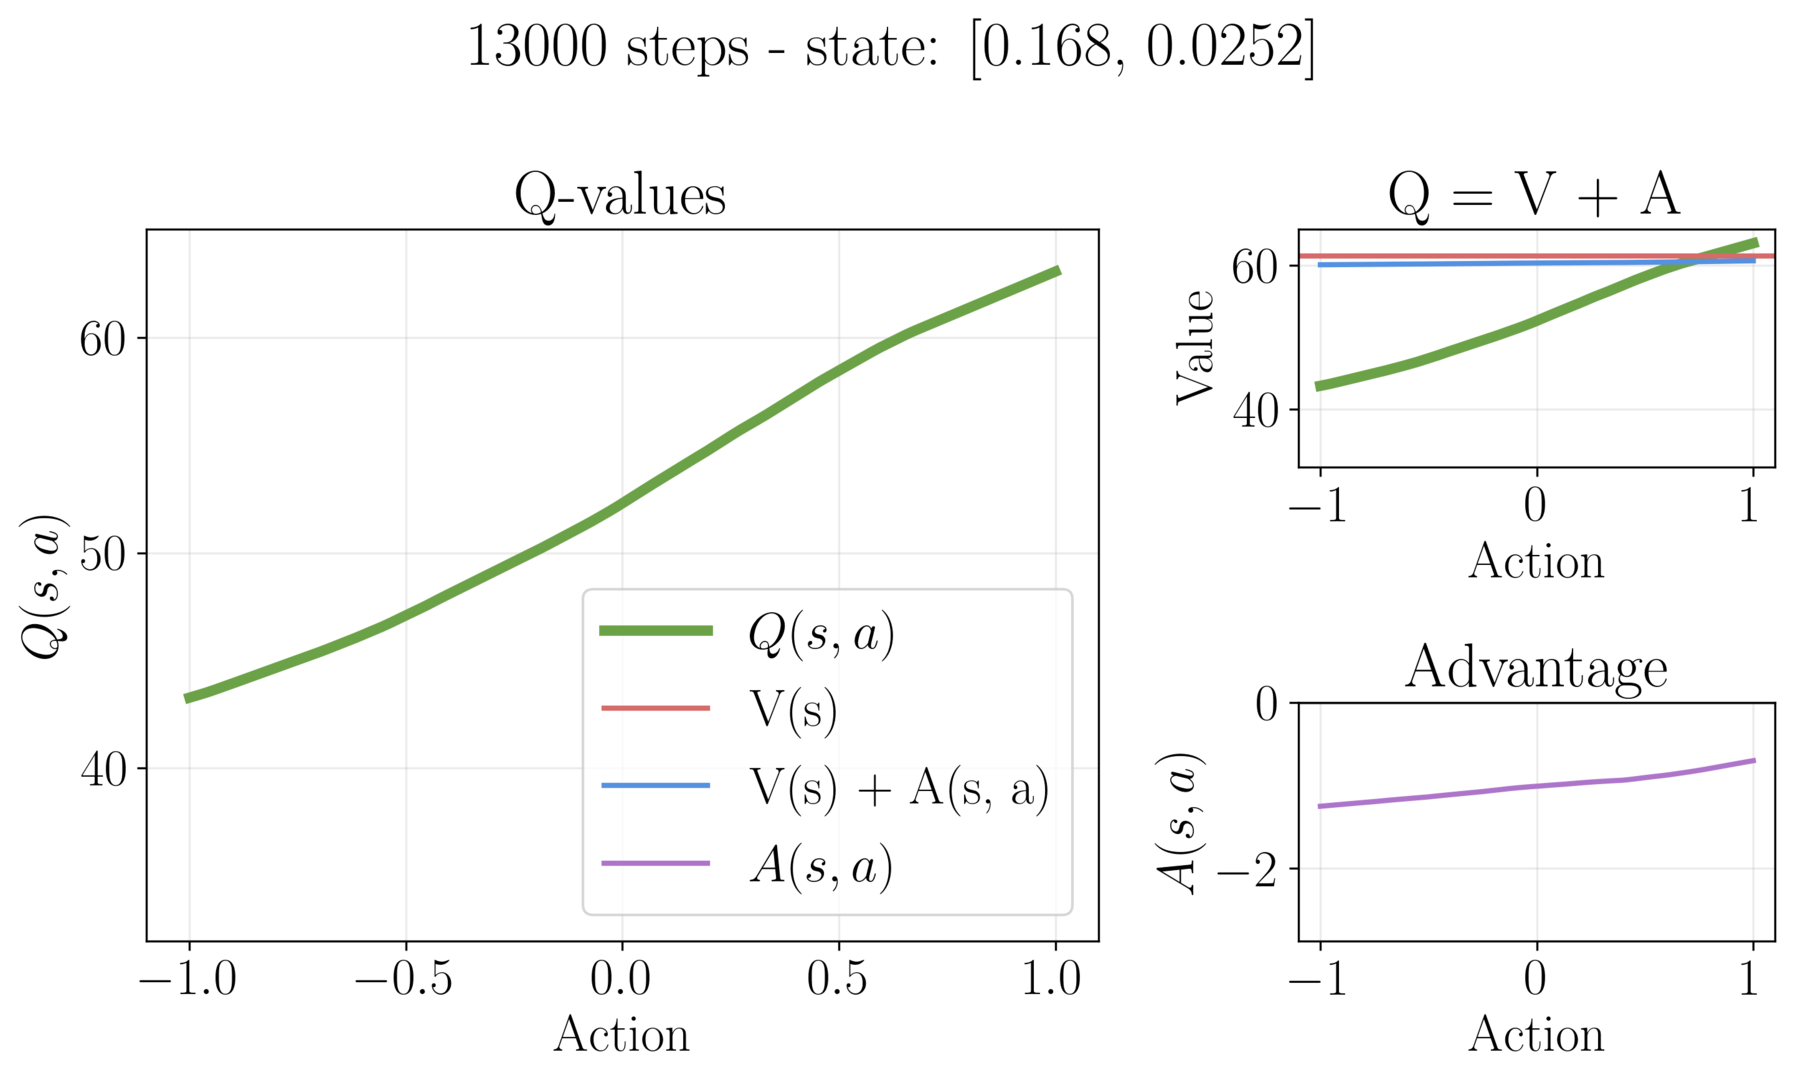 13000 steps - state: [0.168, 0.0252]
Q-values
Q(s, a)
60
50
40
−1.0 −0.5 0.0 0.5 1.0
Action
Q(s, a)
V(s)
V(s) + A(s, a)
A(s, a)
Q = V + A
Value
60
40
−1 0 1
Action
Advantage
A(s, a)
0
−2
−1 0 1
Action